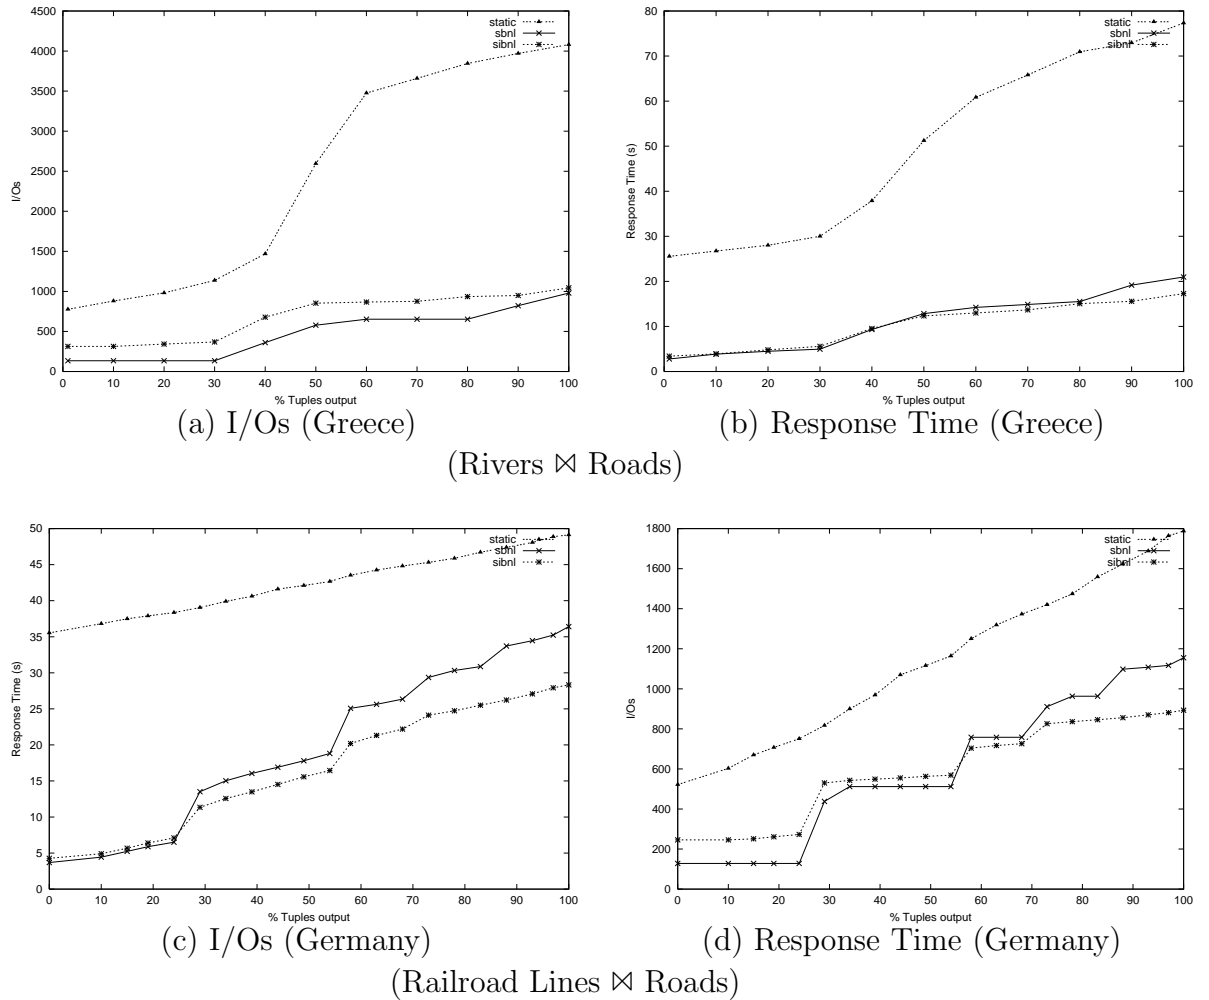 4500
4000
3500
3000
2500
2000
1500
1000
500
0
I/Os
0 10 20 30 40 50 60 70 80 90 100
% Tuples output
static
sbnl
sibnl
(a) I/Os (Greece)
80
70
60
50
40
30
20
10
0
Response Time (s)
0 10 20 30 40 50 60 70 80 90 100
% Tuples output
static
sbnl
sibnl
(b) Response Time (Greece)
(Rivers ⋈ Roads)
50
45
40
35
30
25
20
15
10
5
0
Response Time (s)
0 10 20 30 40 50 60 70 80 90 100
% Tuples output
static
sbnl
sibnl
(c) I/Os (Germany)
1800
1600
1400
1200
1000
800
600
400
200
0
I/Os
0 10 20 30 40 50 60 70 80 90 100
% Tuples output
static
sbnl
sibnl
(d) Response Time (Germany)
(Railroad Lines ⋈ Roads)